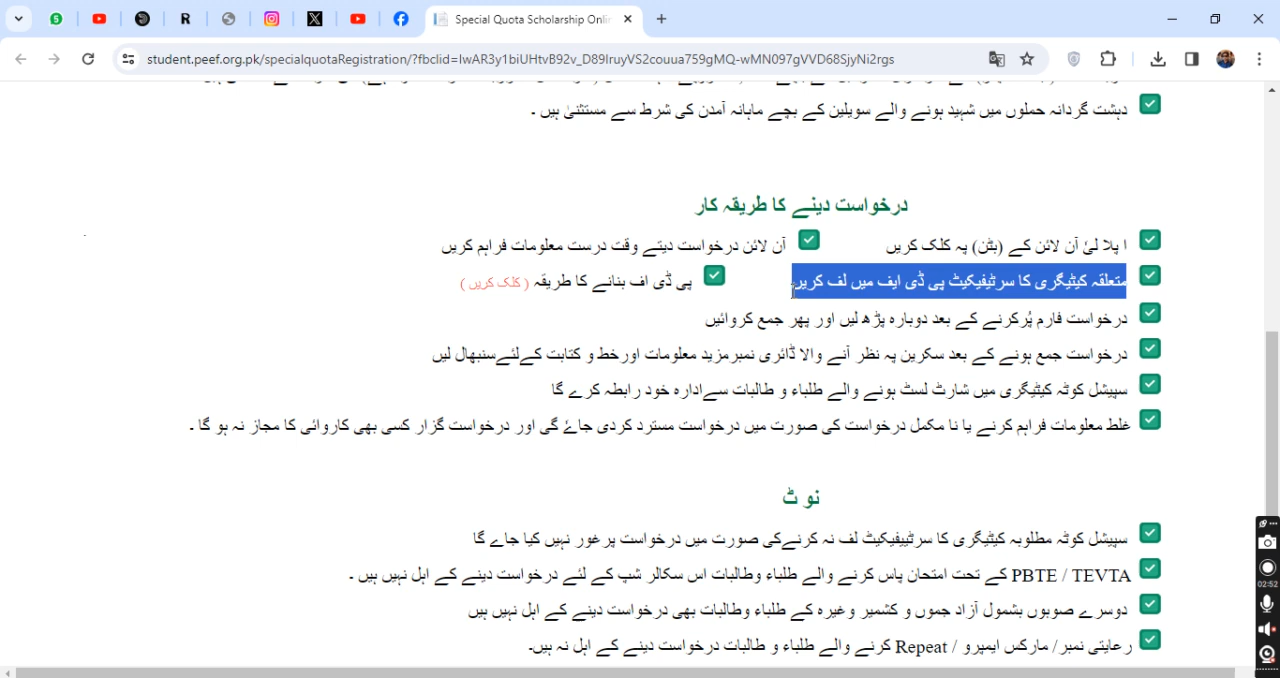 Special Quota Scholarship Onli
student.peef.org.pk/specialquotaRegistration/?fbclid=IwAR3y1biUHtvB92v_D89IruyVS2couua759gMQ-wMN097gVVD68SjyNi2rgs
دہشت گردانہ حملوں میں شہید ہونے والے سویلین کے بچے ماہانہ آمدن کی شرط سے مستثنیٰ ہیں ۔
درخواست دینے کا طریقہ کار
ا پلا لیٔ آن لائن کے (بٹن) پہ کلک کریں آن لائن درخواست دیتے وقت درست معلومات فراہم کریں
متعلقہ کیٹیگری کا سرٹیفیکیٹ پی ڈی ایف میں لف کریں پی ڈی اف بنانے کا طریقہ ( کلک کریں )
درخواست فارم پُرکرنے کے بعد دوبارہ پڑھ لیں اور پھر جمع کروائیں
درخواست جمع ہونے کے بعد سکرین پہ نظر آنے والا ڈائری نمبرمزید معلومات اورخط و کتابت کےلئےسنبھال لیں
سپیشل کوٹہ کیٹیگری میں شارٹ لسٹ ہونے والے طلباء و طالبات سےادارہ خود رابطہ کرے گا
غلط معلومات فراہم کرنے یا نا مکمل درخواست کی صورت میں درخواست مسترد کردی جاۓ گی اور درخواست گزار کسی بھی کاروائی کا مجاز نہ ہو گا ۔
نو ٹ
سپیشل کوٹہ مطلوبہ کیٹیگری کا سرٹیفیکیٹ لف نہ کرنےکی صورت میں درخواست پرغور نہیں کیا جاے گا
PBTE / TEVTA کے تحت امتحان پاس کرنے والے طلباء وطالبات اس سکالر شپ کے لئے درخواست دینے کے اہل نہیں ہیں ۔
دوسرے صوبوں بشمول آزاد جموں و کشمیر وغیرہ کے طلباء وطالبات بھی درخواست دینے کے اہل نہیں ہیں
رعایتی نمبر/ مارکس ایمپرو / Repeat کرنے والے طلباء و طالبات درخواست دینے کے اہل نہ ہیں۔
02:52